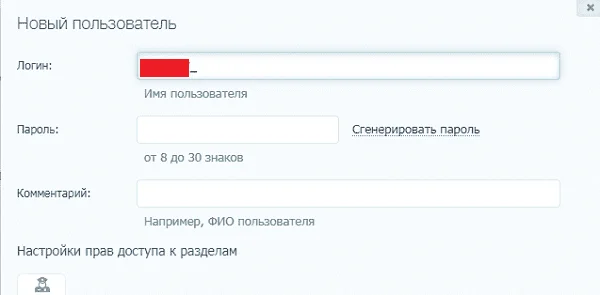 Новый пользователь
Логин: _
Имя пользователя
Пароль: Сгенерировать пароль
от 8 до 30 знаков
Комментарий:
Например, ФИО пользователя
Настройки прав доступа к разделам